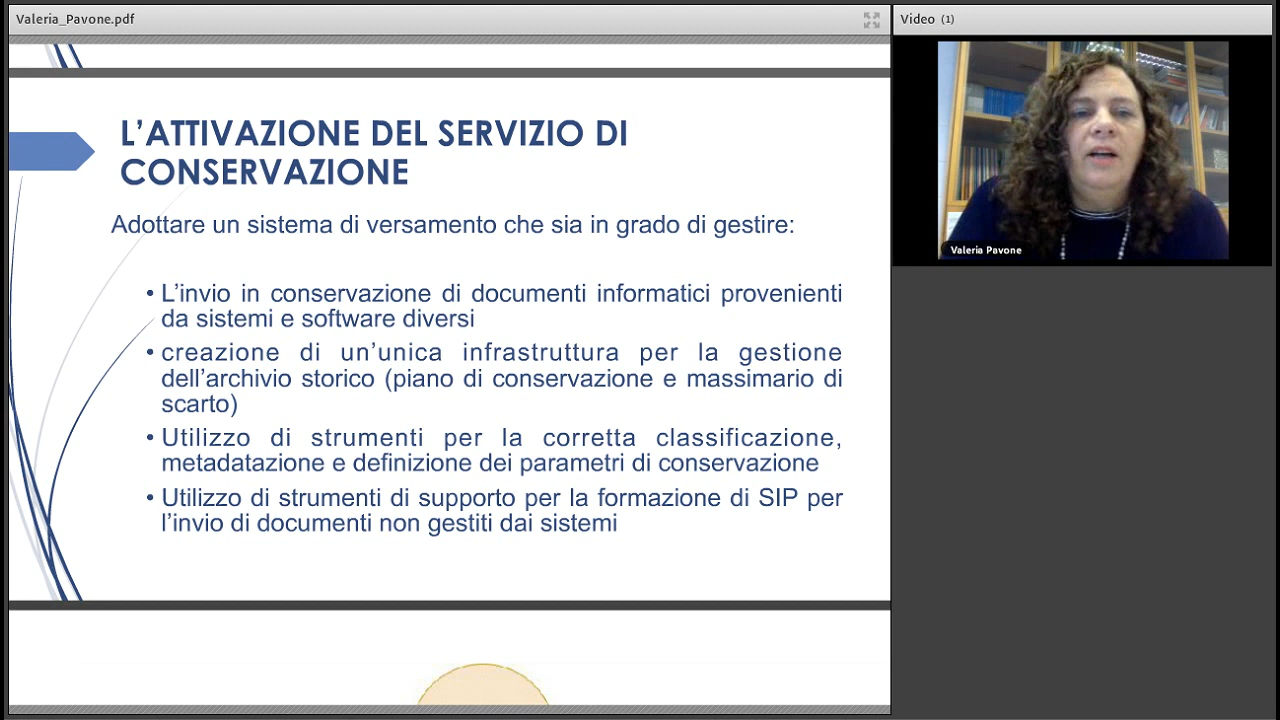 Valeria_Pavone.pdf
Video (1)
L’ATTIVAZIONE DEL SERVIZIO DI
CONSERVAZIONE
Adottare un sistema di versamento che sia in grado di gestire:
• L’invio in conservazione di documenti informatici provenienti
da sistemi e software diversi
• creazione di un’unica infrastruttura per la gestione
dell’archivio storico (piano di conservazione e massimario di
scarto)
• Utilizzo di strumenti per la corretta classificazione,
metadatazione e definizione dei parametri di conservazione
• Utilizzo di strumenti di supporto per la formazione di SIP per
l’invio di documenti non gestiti dai sistemi
Valeria Pavone